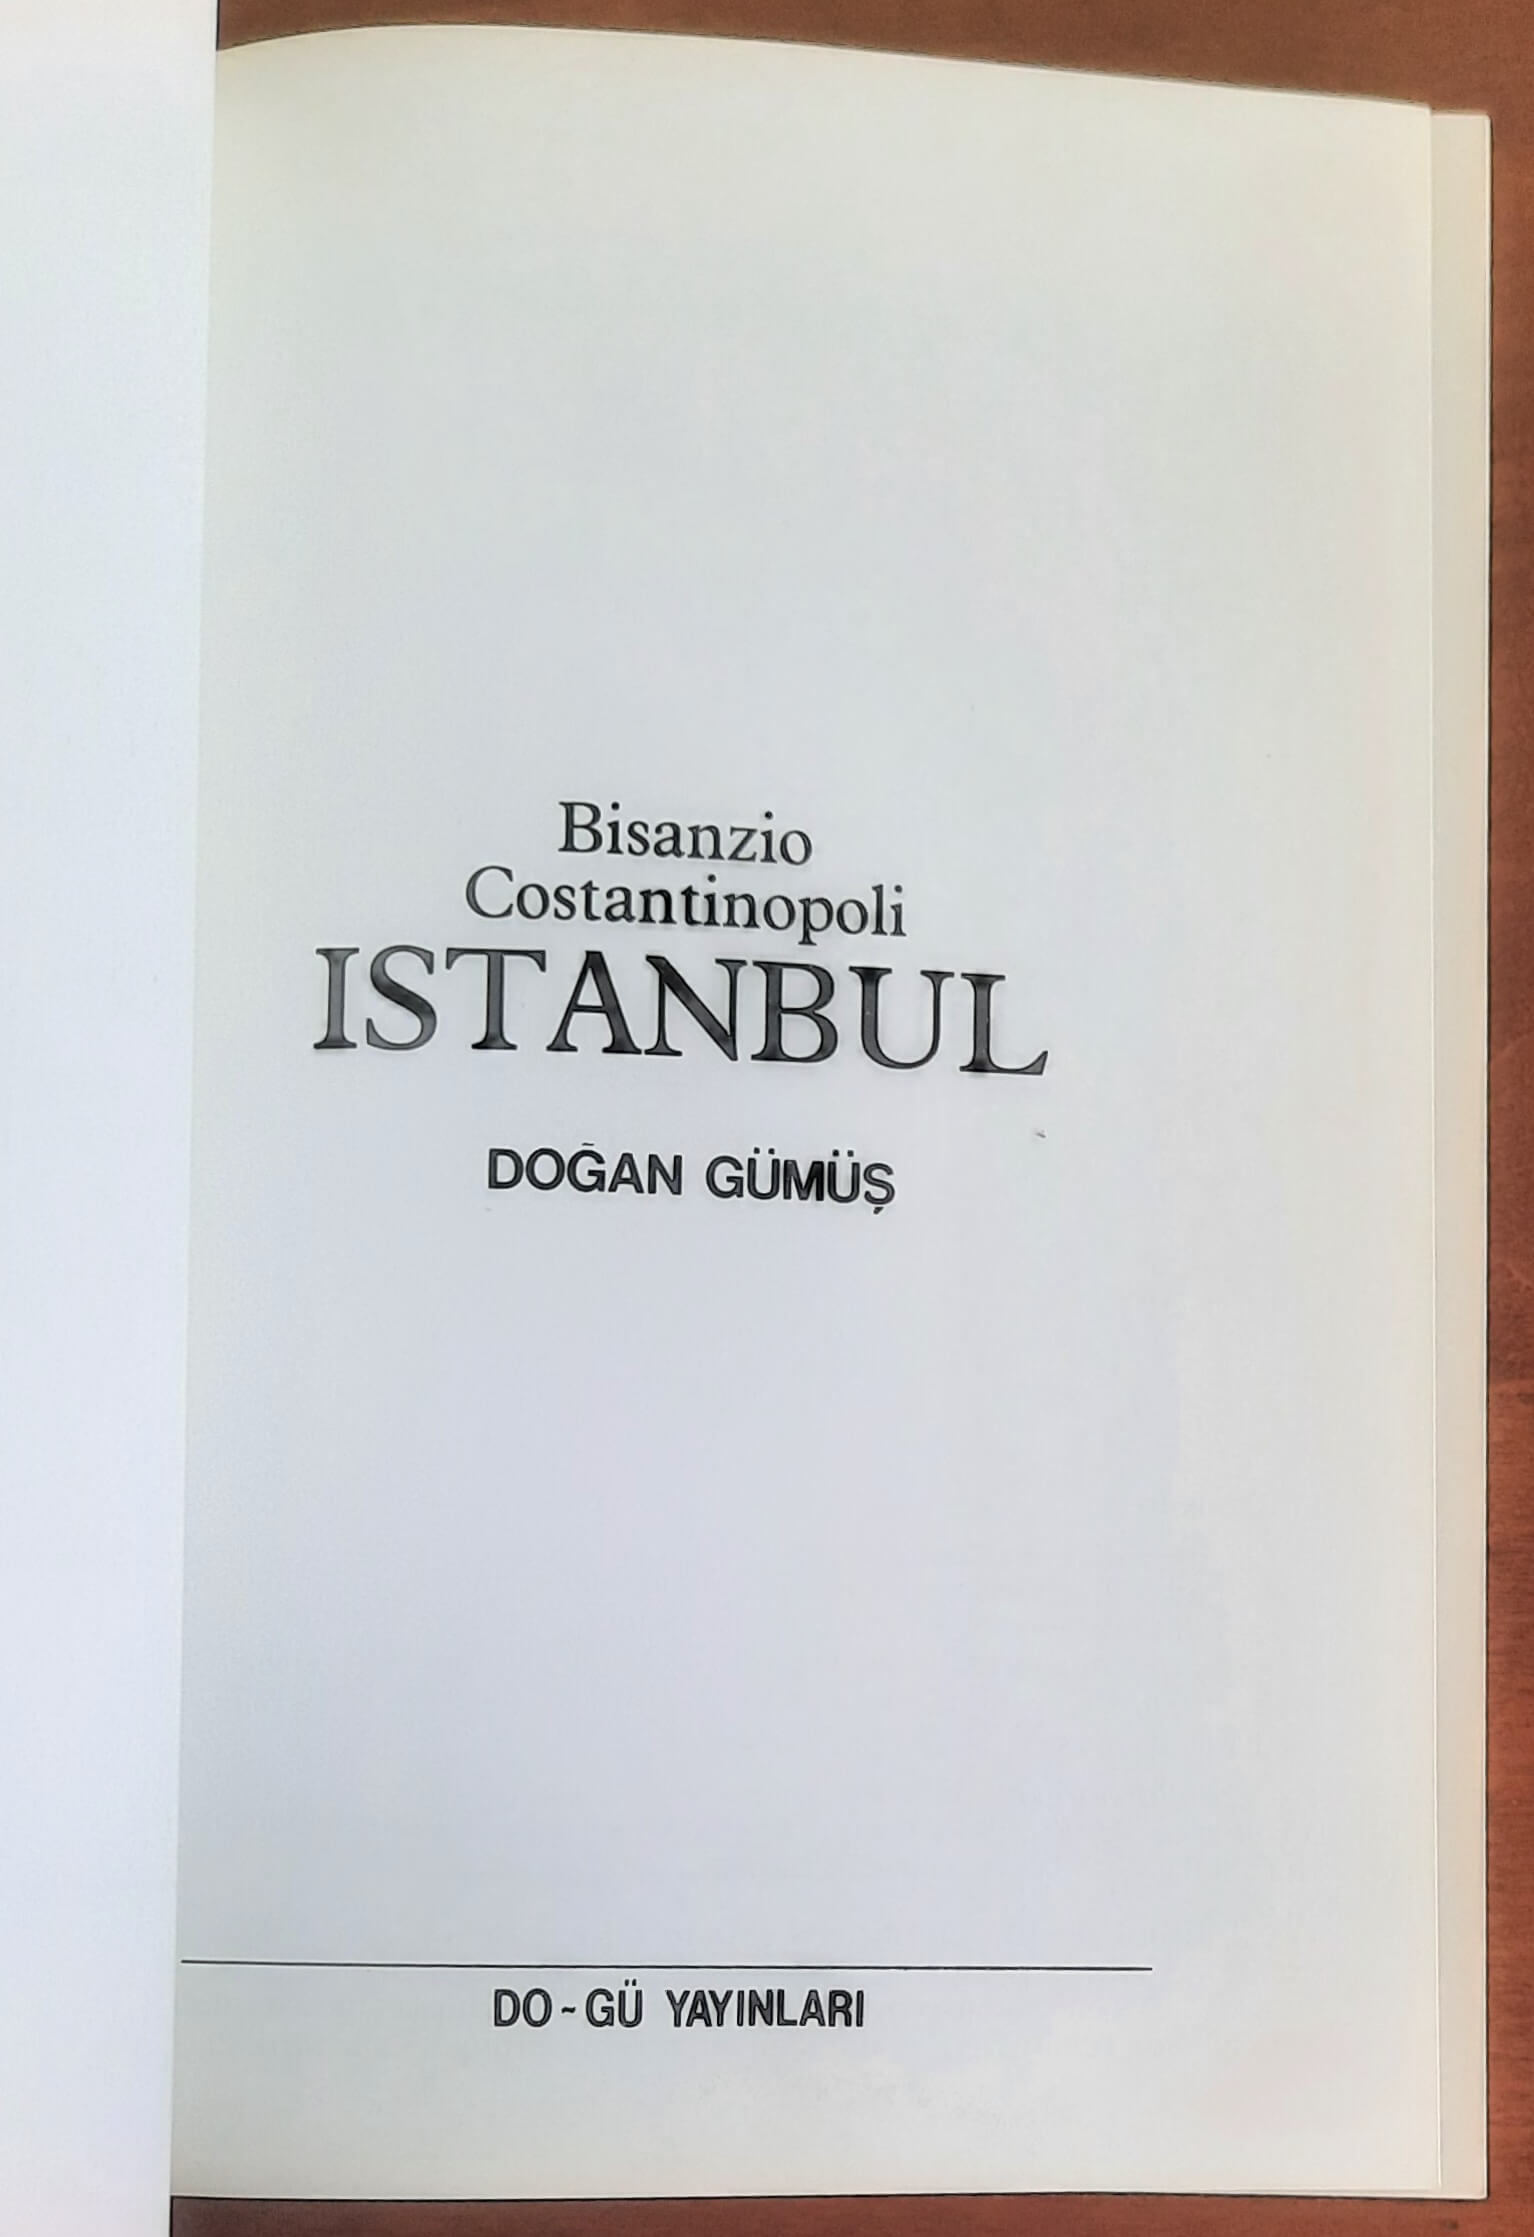 Bisanzio
Costantinopoli
ISTANBUL
DOĞAN GÜMÜŞ
DO ~ GÜ YAYINLARI